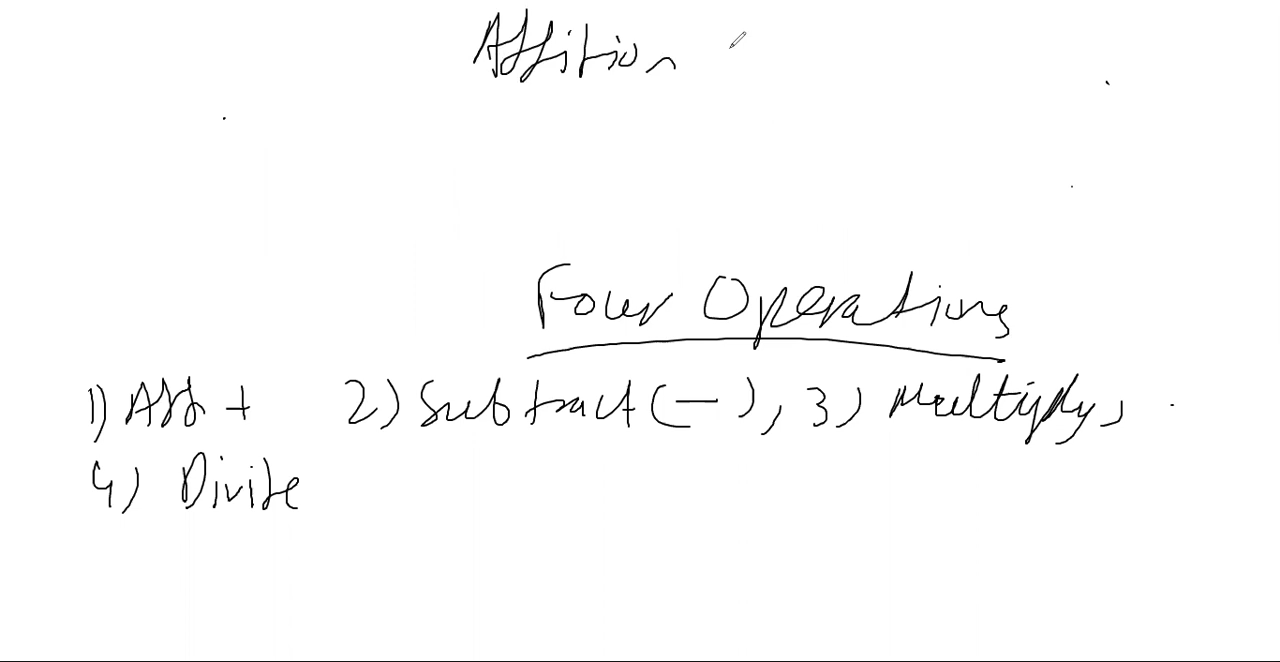 Addition
Four Operations
1) Add + 2) Subtract (-), 3) Multiply,
4) Divide